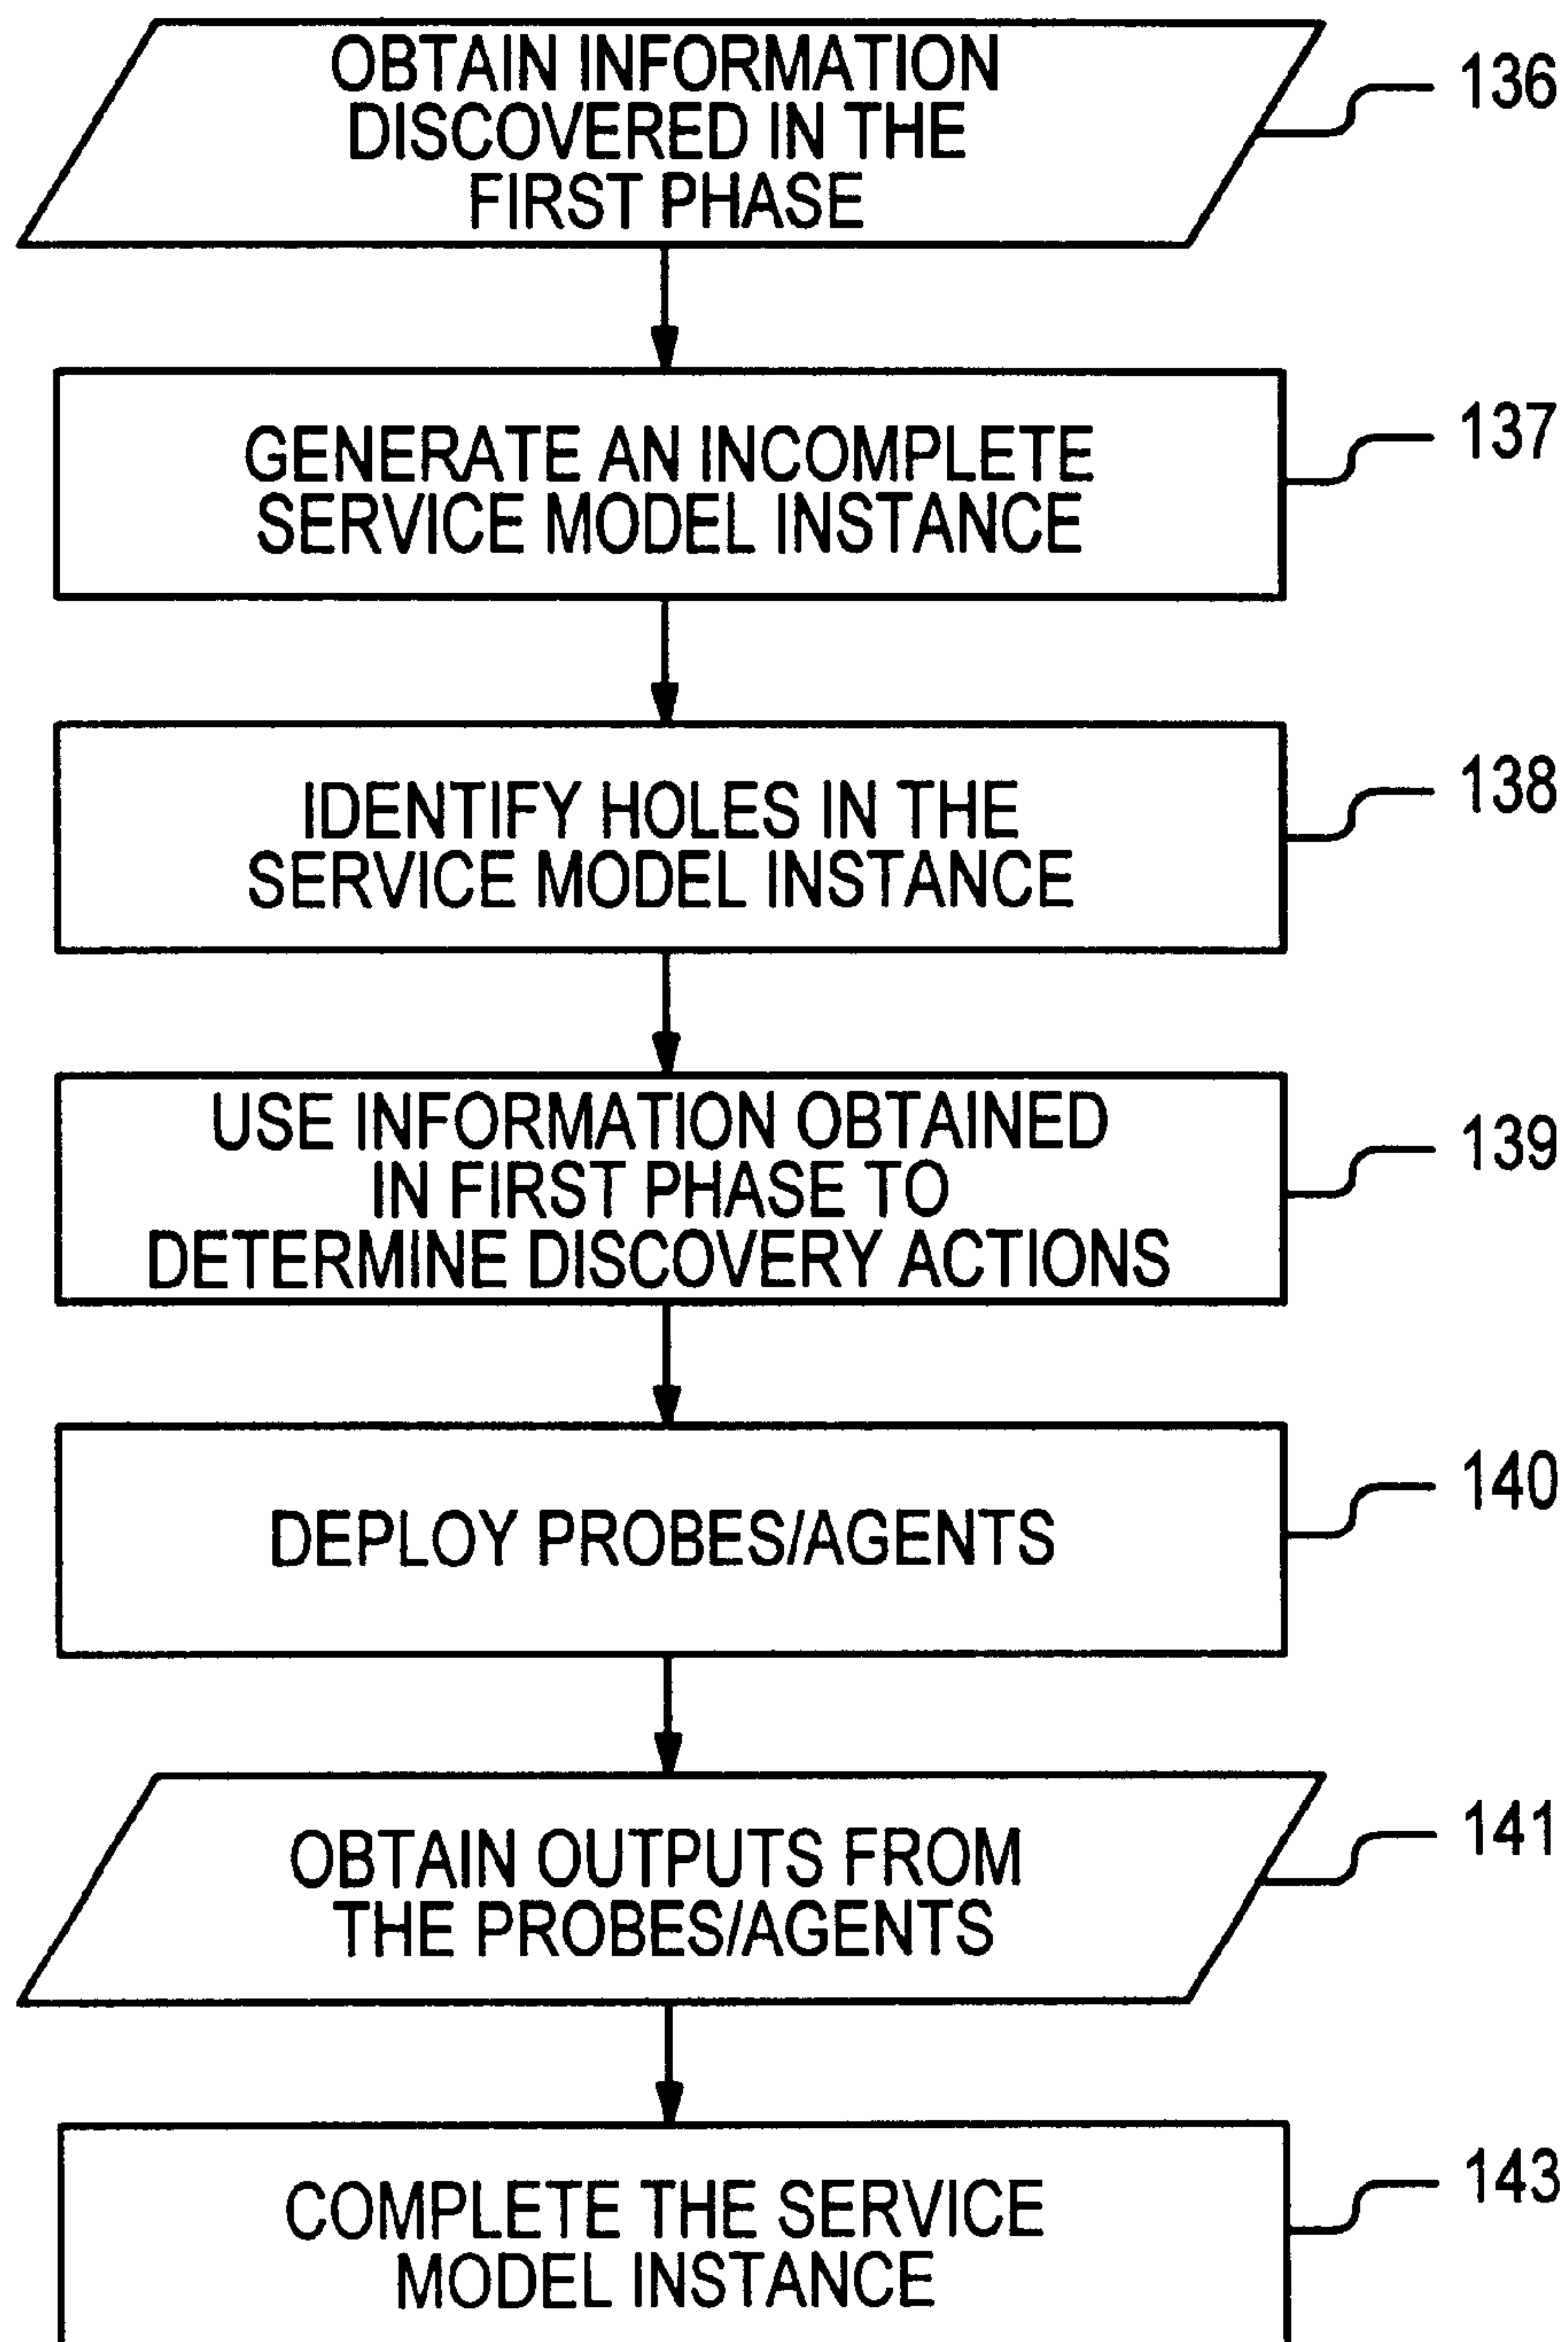 OBTAIN INFORMATION
DISCOVERED IN THE
FIRST PHASE
136
GENERATE AN INCOMPLETE
SERVICE MODEL INSTANCE
137
IDENTIFY HOLES IN THE
SERVICE MODEL INSTANCE
138
USE INFORMATION OBTAINED
IN FIRST PHASE TO
DETERMINE DISCOVERY ACTIONS
139
DEPLOY PROBES/AGENTS
140
OBTAIN OUTPUTS FROM
THE PROBES/AGENTS
141
COMPLETE THE SERVICE
MODEL INSTANCE
143